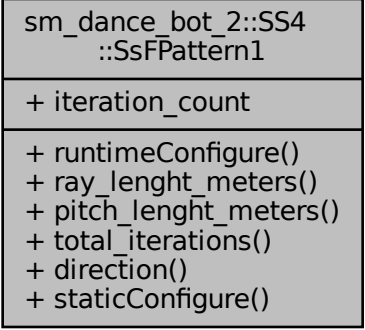 sm_dance_bot_2::SS4
::SsFPattern1
+ iteration_count
+ runtimeConfigure()
+ ray_lenght_meters()
+ pitch_lenght_meters()
+ total_iterations()
+ direction()
+ staticConfigure()